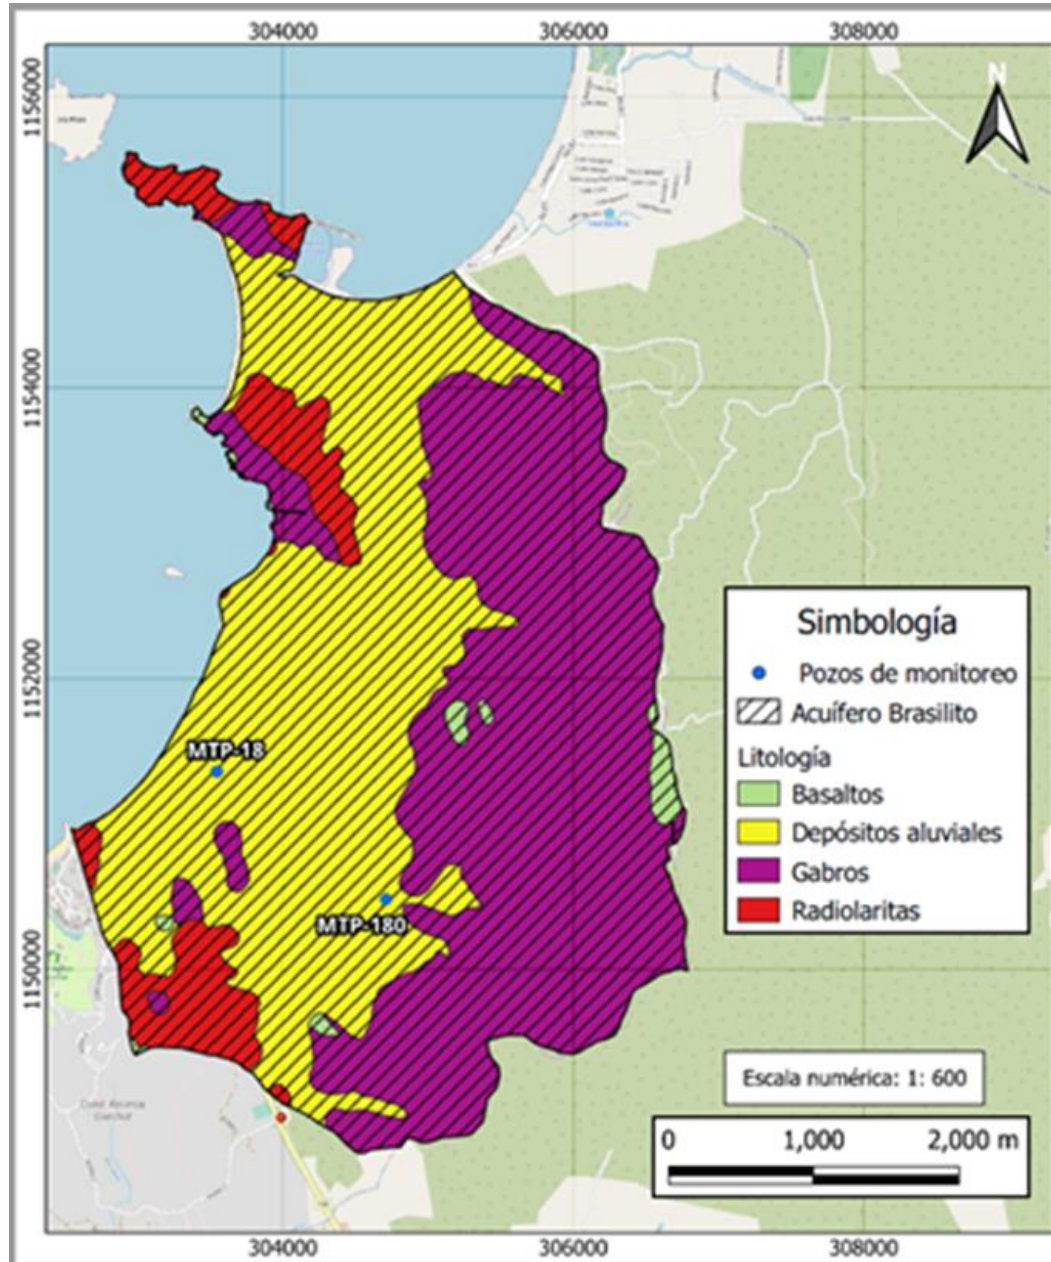 304000 306000 308000
1156000
N
1154000
1152000
MTP-18
MTP-180
1150000
Simbología
Pozos de monitoreo
Acuífero Brasilito
Litología
Basaltos
Depósitos aluviales
Gabros
Radiolaritas
Escala numérica: 1: 600
0 1,000 2,000 m
304000 306000 308000